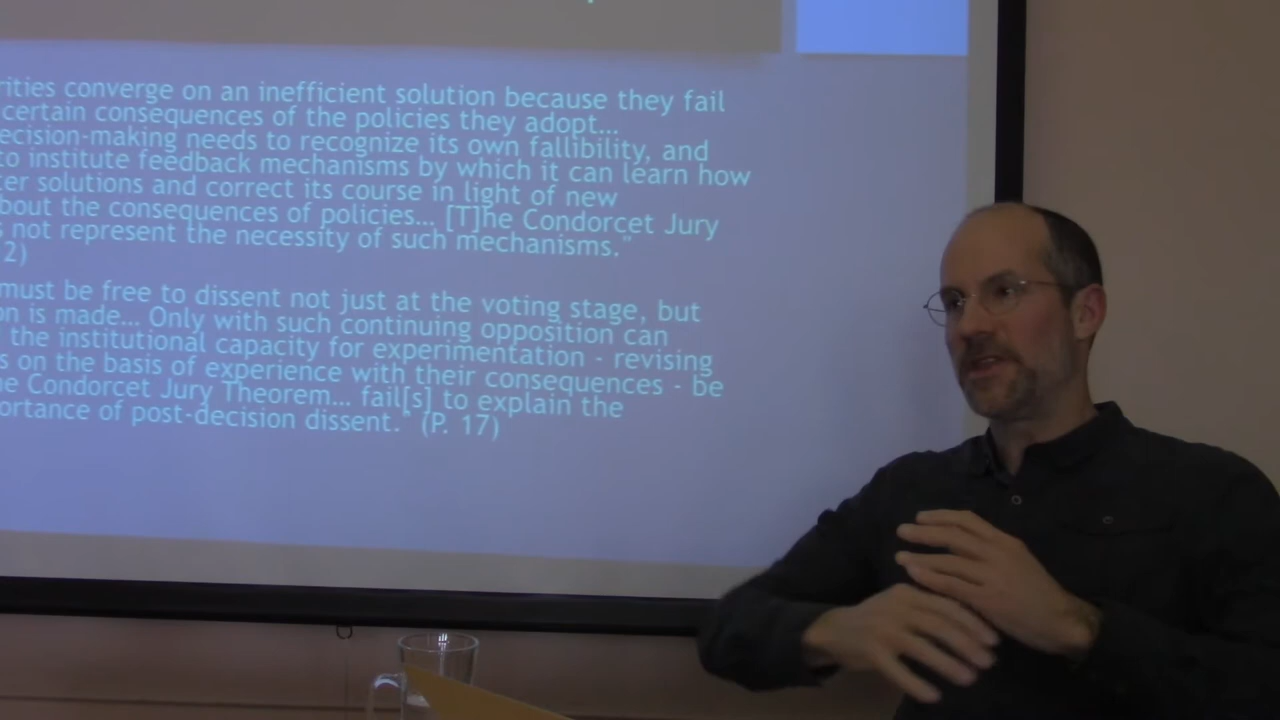 rities converge on an inefficient solution because they fail
certain consequences of the policies they adopt...
ecision-making needs to recognize its own fallibility, and
to institute feedback mechanisms by which it can learn how
ter solutions and correct its course in light of new
bout the consequences of policies... [T]he Condorcet Jury
s not represent the necessity of such mechanisms."
2)
must be free to dissent not just at the voting stage, but
on is made... Only with such continuing opposition can
the institutional capacity for experimentation - revising
s on the basis of experience with their consequences - be
he Condorcet Jury Theorem... fail[s] to explain the
ortance of post-decision dissent." (P. 17)